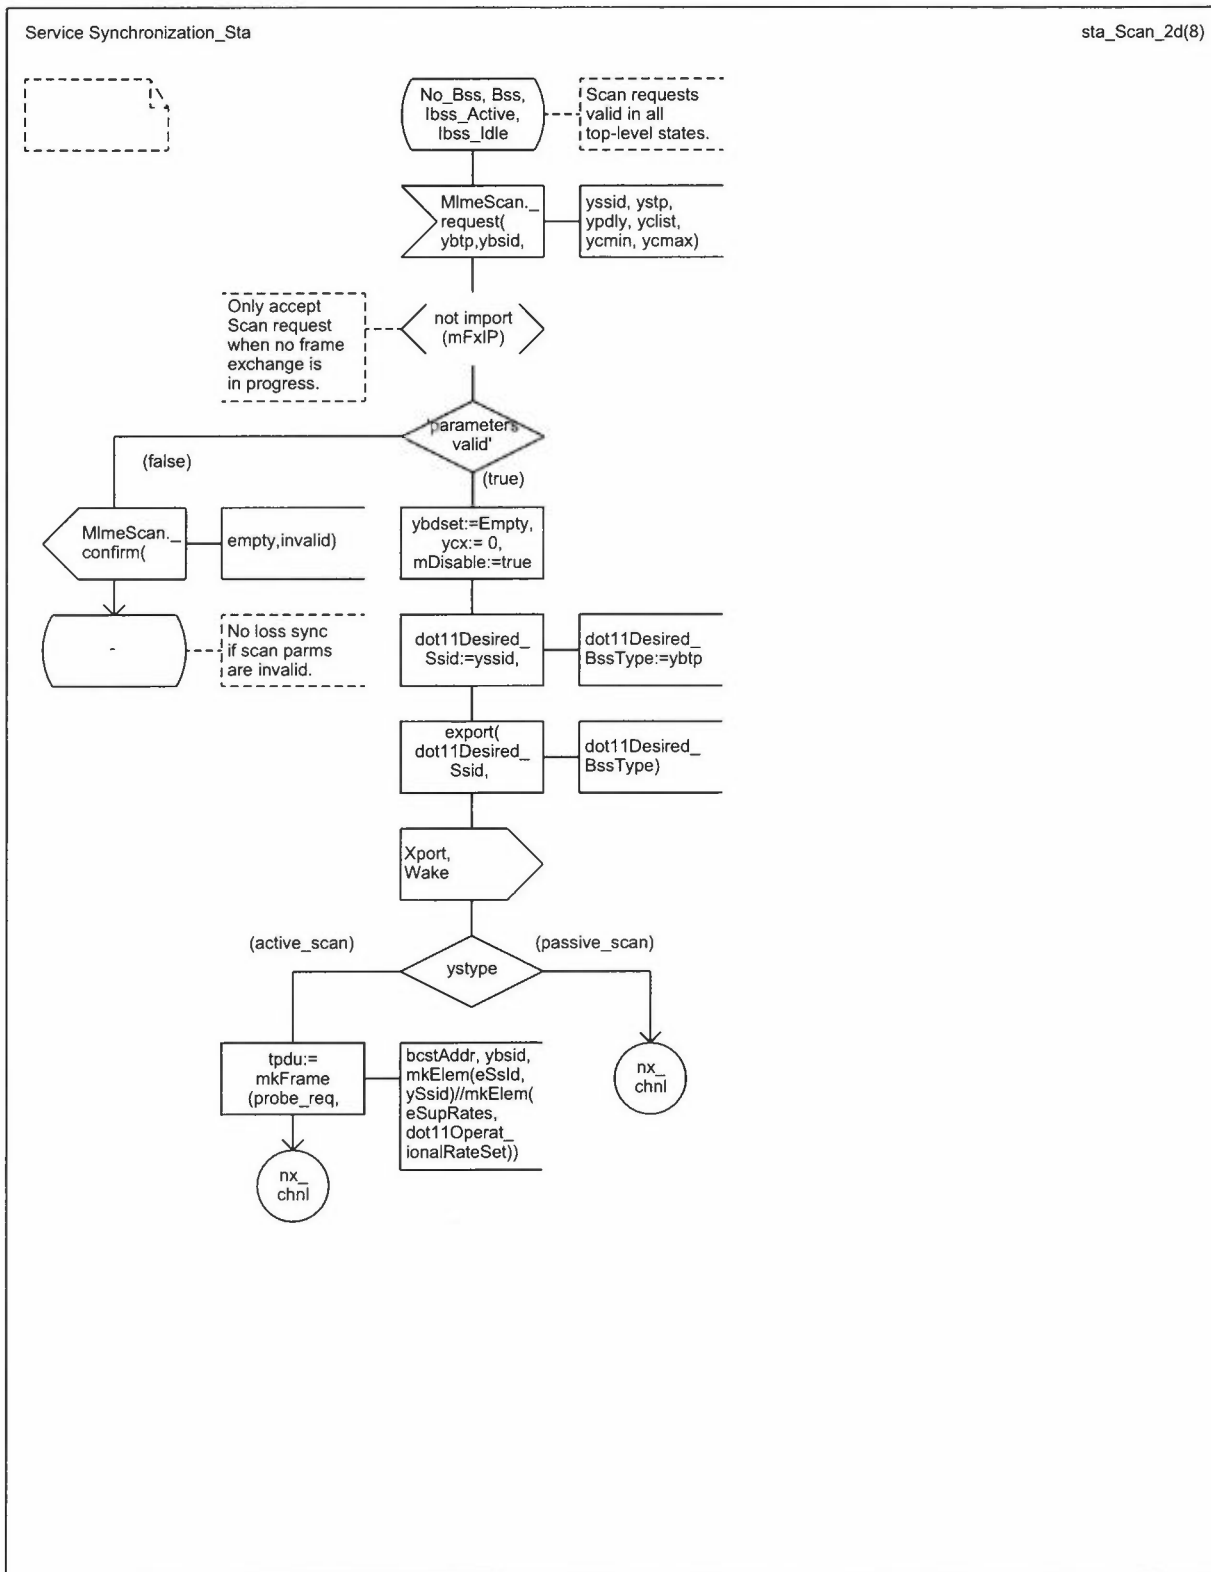 Service Synchronization_Sta
sta_Scan_2d(8)
No_Bss, Bss,
Ibss_Active,
Ibss_Idle
Scan requests
valid in all
top-level states.
MlmeScan._
request(
ybtp,ybsid,
yssid, ystp,
ypdly, yclist,
ycmin, ycmax)
Only accept
Scan request
when no frame
exchange is
in progress.
not import
(mFxIP)
'parameters
valid'
(false)
(true)
MlmeScan._
confirm(
empty,invalid)
ybdset:=Empty,
ycx:= 0,
mDisable:=true
-
No loss sync
if scan parms
are invalid.
dot11Desired_
Ssid:=yssid,
dot11Desired_
BssType:=ybtp
export(
dot11Desired_
Ssid,
dot11Desired_
BssType)
Xport,
Wake
(active_scan)
(passive_scan)
ystype
tpdu:=
mkFrame
(probe_req,
bcstAddr, ybsid,
mkElem(eSsId,
ySsid)//mkElem(
eSupRates,
dot11Operat_
ionalRateSet))
nx_
chnl
nx_
chnl